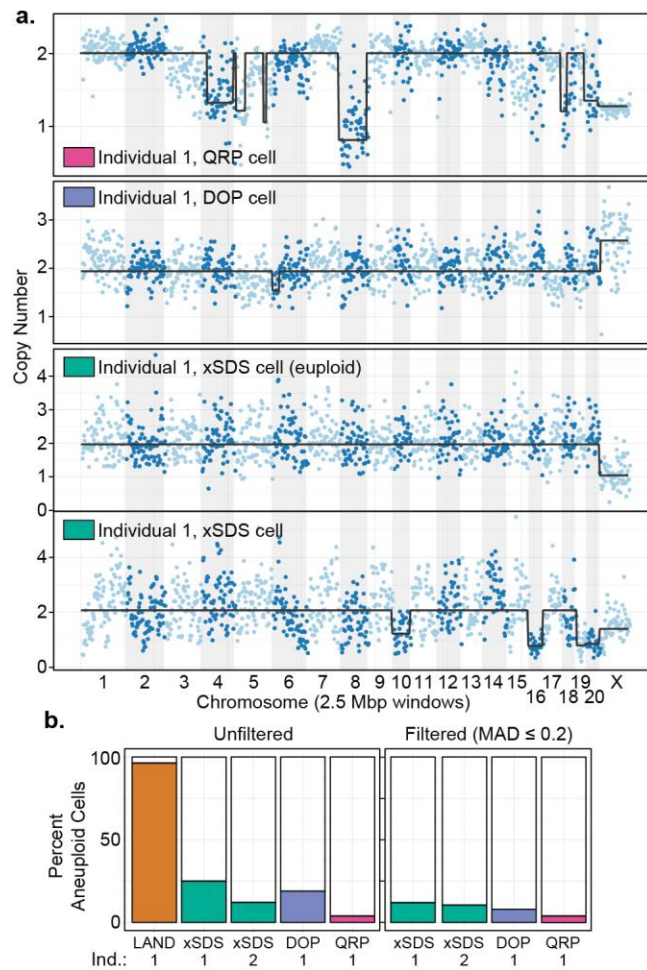 a.
2
1
Individual 1, QRP cell
Individual 1, DOP cell
3
2
1
Copy Number
Individual 1, xSDS cell (euploid)
4
3
2
1
0
Individual 1, xSDS cell
4
2
0
1 2 3 4 5 6 7 8 9 10 11 12 13 14 15 16 17 18 19 20 X
Chromosome (2.5 Mbp windows)
b.
Unfiltered Filtered (MAD ≤ 0.2)
Percent
Aneuploid Cells
100
50
0
LAND xSDS xSDS DOP QRP xSDS xSDS DOP QRP
Ind.: 1 1 2 1 1 1 2 1 1